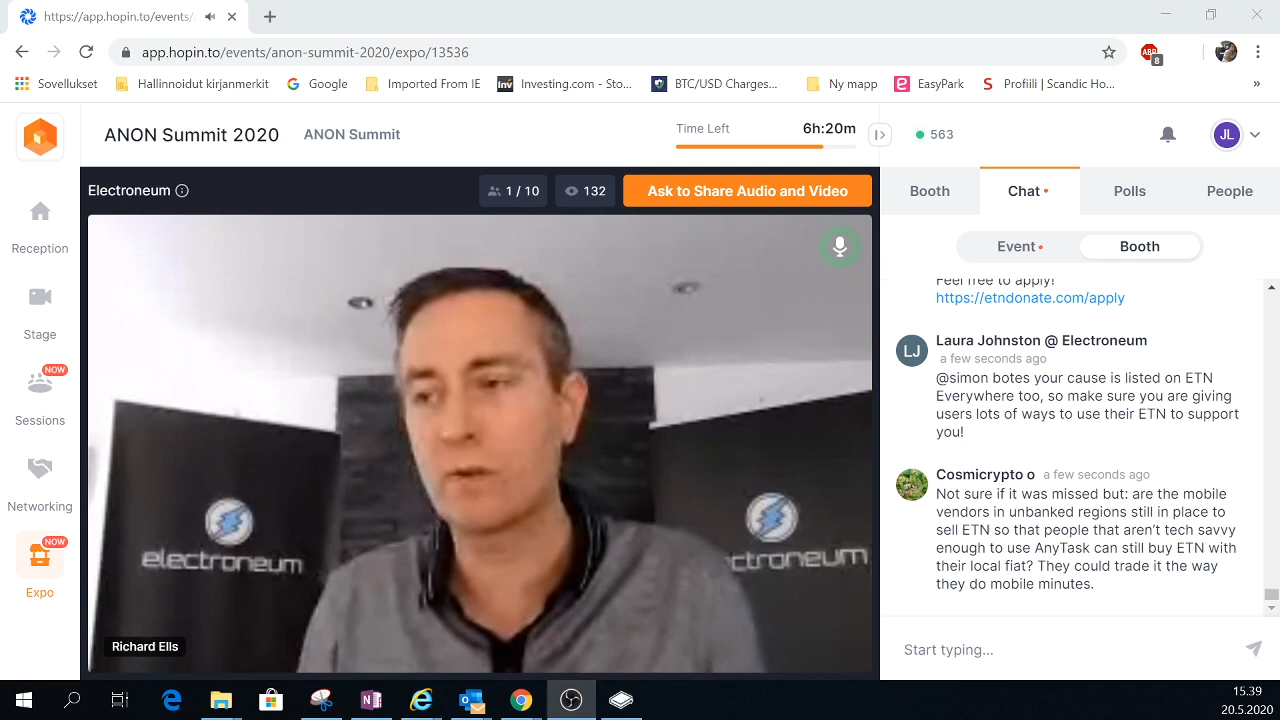 https://app.hopin.to/events/
app.hopin.to/events/anon-summit-2020/expo/13536
ABP
8
Sovellukset
Hallinnoidut kirjanmerkit
Google
Imported From IE
Inv
Investing.com - Sto...
BTC/USD Charges...
Ny mapp
EasyPark
S
Profiili | Scandic Ho...
»
ANON Summit 2020
ANON Summit
Time Left
6h:20m
563
JL
Electroneum
1 / 10
132
Ask to Share Audio and Video
Booth
Chat
Polls
People
Event
Booth
Reception
Stage
NOW
Sessions
Networking
NOW
Expo
electroneum
ctroneum
Richard Ells
Feel free to apply!
https://etndonate.com/apply
LJ
Laura Johnston @ Electroneum
a few seconds ago
@simon botes your cause is listed on ETN
Everywhere too, so make sure you are giving
users lots of ways to use their ETN to support
you!
Cosmicrypto o
a few seconds ago
Not sure if it was missed but: are the mobile
vendors in unbanked regions still in place to
sell ETN so that people that aren't tech savvy
enough to use AnyTask can still buy ETN with
their local fiat? They could trade it the way
they do mobile minutes.
Start typing...
15.39
20.5.2020